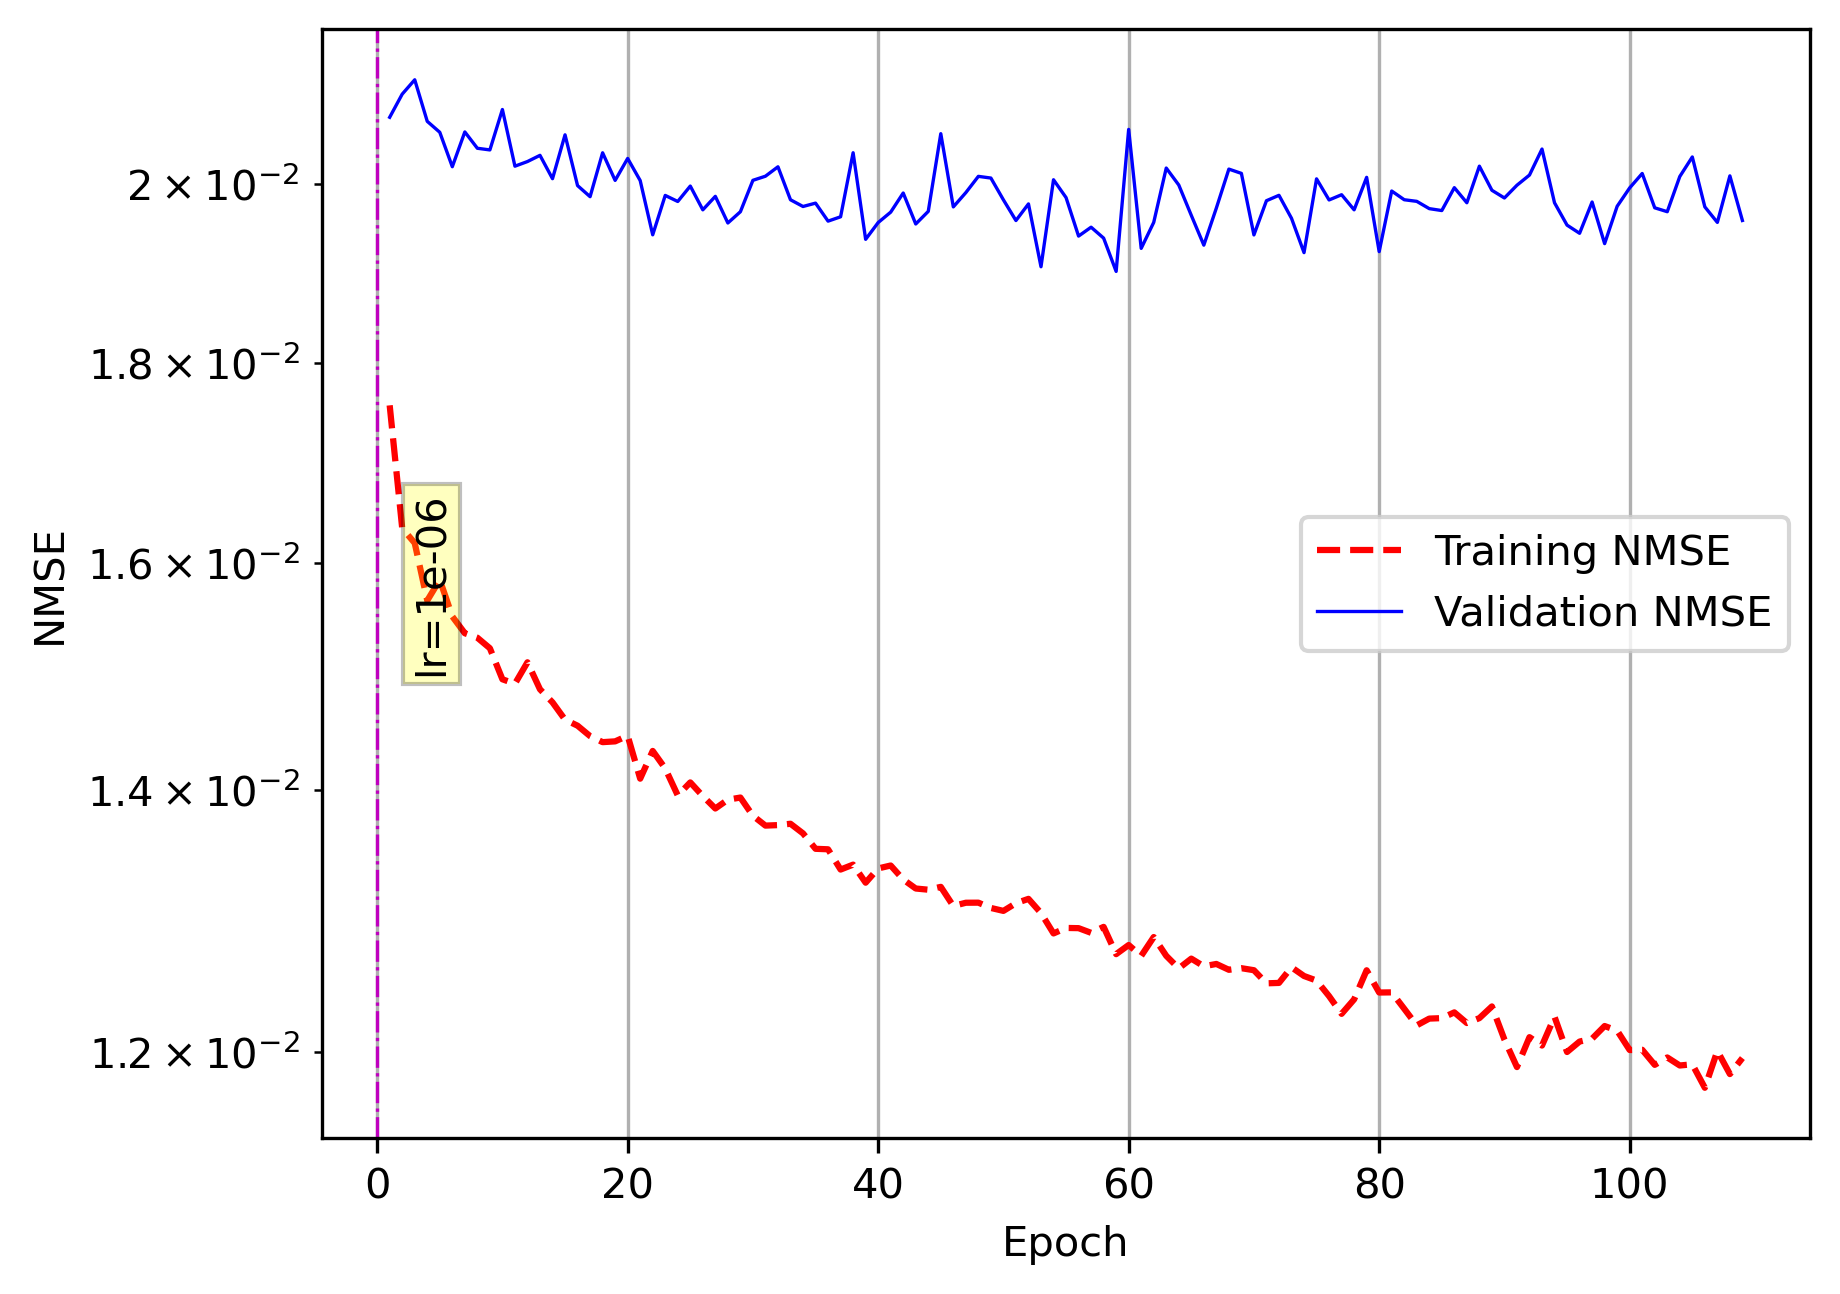 NMSE
2 × 10⁻²
1.8 × 10⁻²
1.6 × 10⁻²
1.4 × 10⁻²
1.2 × 10⁻²
lr=1e-06
Training NMSE
Validation NMSE
0 20 40 60 80 100
Epoch